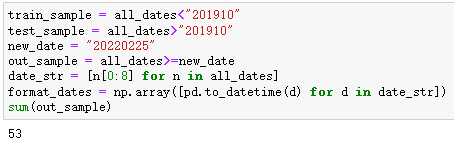 train_sample = all_dates<"201910"
test_sample = all_dates>"201910"
new_date = "20220225"
out_sample = all_dates>=new_date
date_str = [n[0:8] for n in all_dates]
format_dates = np.array([pd.to_datetime(d) for d in date_str])
sum(out_sample)
53